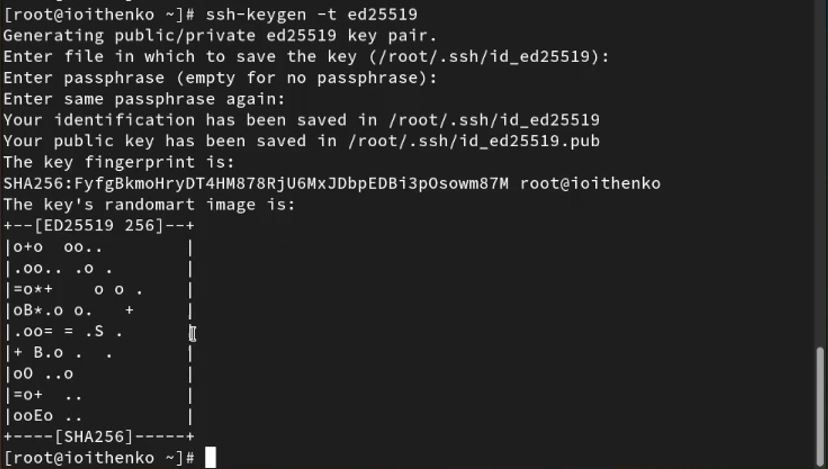 [root@ioithenko ~]# ssh-keygen -t ed25519
Generating public/private ed25519 key pair.
Enter file in which to save the key (/root/.ssh/id_ed25519):
Enter passphrase (empty for no passphrase):
Enter same passphrase again:
Your identification has been saved in /root/.ssh/id_ed25519
Your public key has been saved in /root/.ssh/id_ed25519.pub
The key fingerprint is:
SHA256:FyfgBkmoHryDT4HM878RjU6MxJDbpEDBi3pOsowm87M root@ioithenko
The key's randomart image is:
+--[ED25519 256]--+
|o+o  oo..        |
|.oo.. .o .       |
|=o*+    o o .    |
|oB*.o o.   +     |
|.oo= = .S .      |
|+ B.o .  .       |
|oO ..o           |
|=o+  ..          |
|ooEo ..          |
+----[SHA256]-----+
[root@ioithenko ~]#